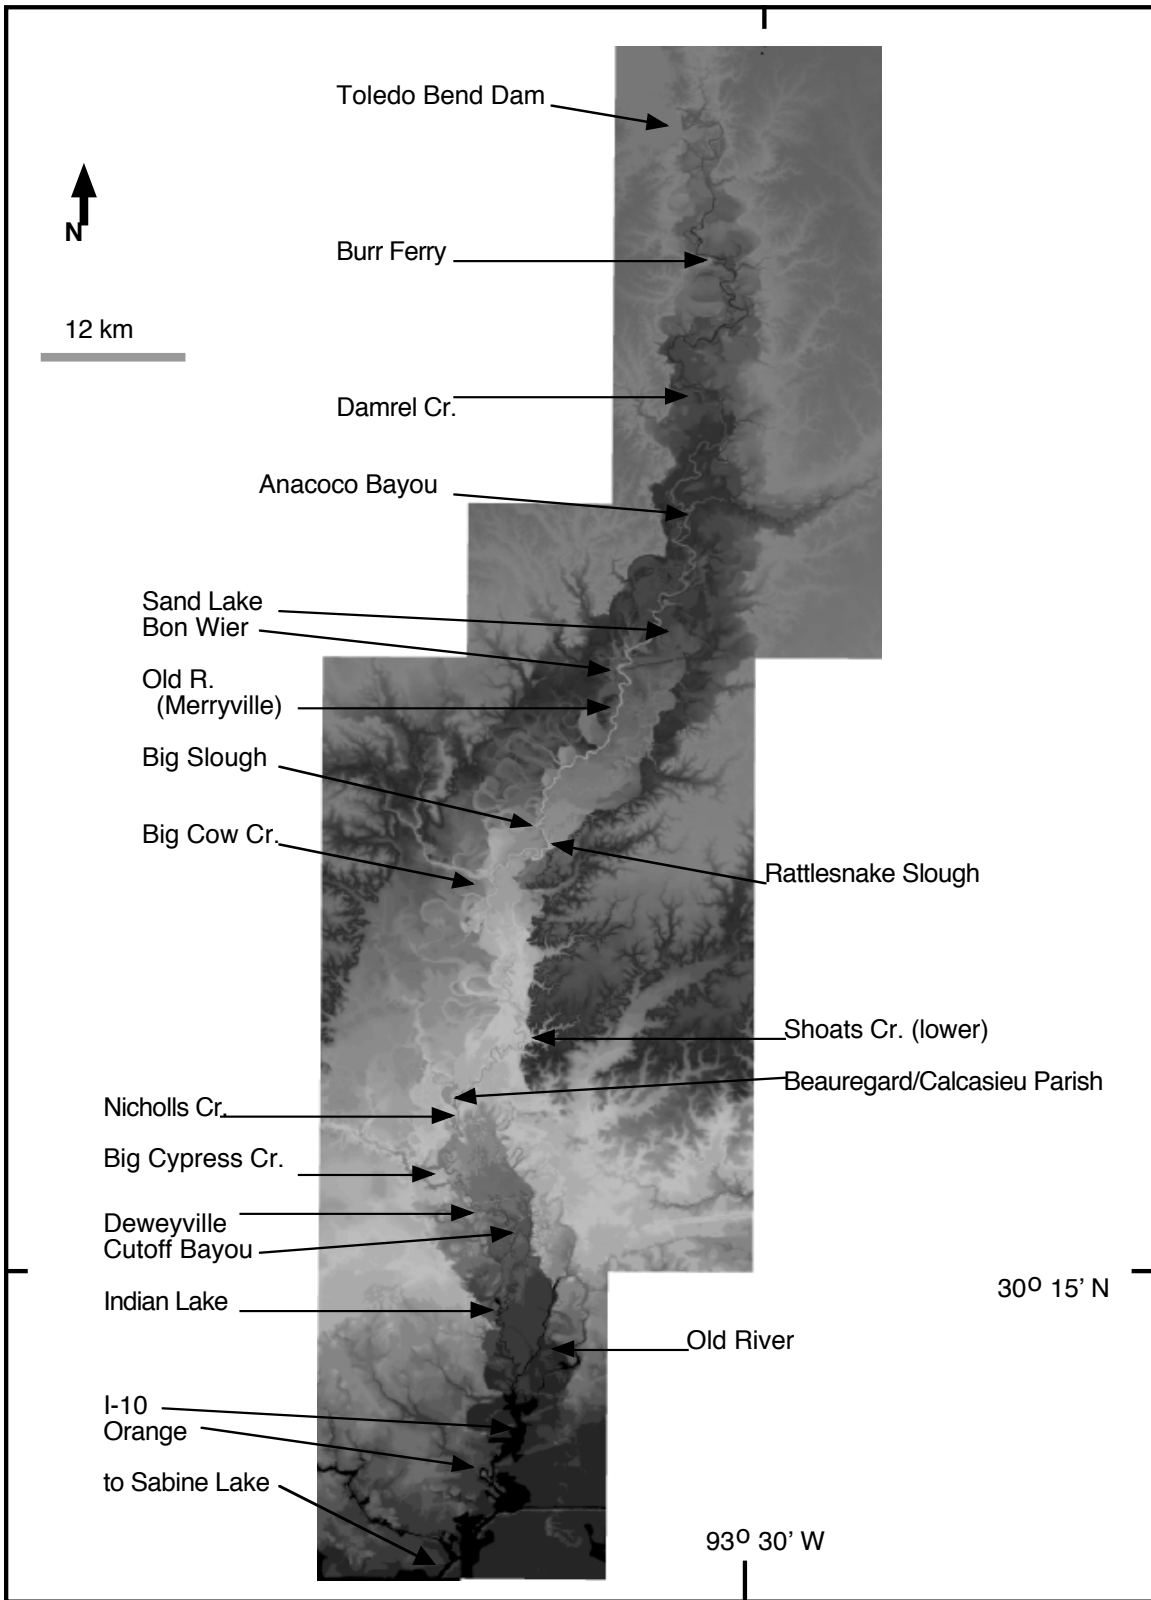 Toledo Bend Dam
N
Burr Ferry
12 km
Damrel Cr.
Anacoco Bayou
Sand Lake
Bon Wier
Old R.
(Merryville)
Big Slough
Big Cow Cr.
Rattlesnake Slough
Shoats Cr. (lower)
Beauregard/Calcasieu Parish
Nicholls Cr.
Big Cypress Cr.
Deweyville
Cutoff Bayou
30º 15’ N
Indian Lake
Old River
I-10
Orange
to Sabine Lake
93º 30’ W